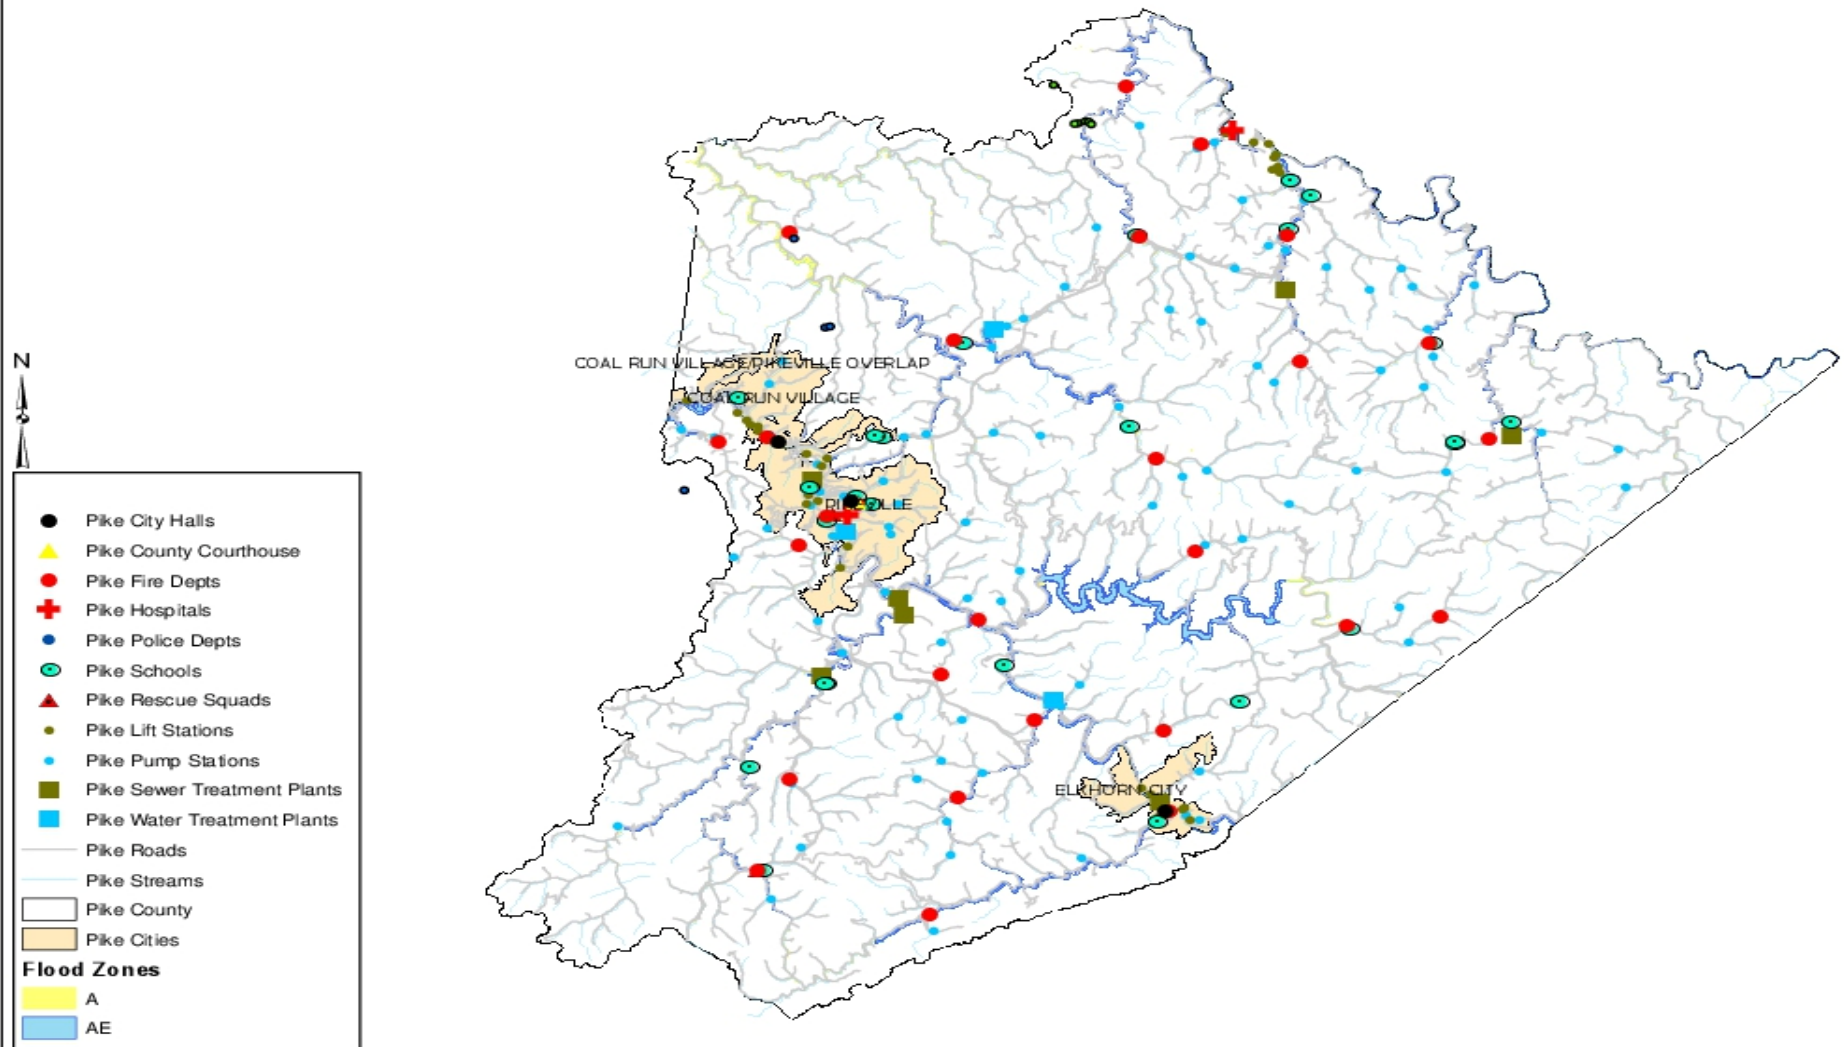 COAL RUN VILLAGE/PIKEVILLE OVERLAP
COAL RUN VILLAGE
PIKEVILLE
ELKHORN CITY
N
Pike City Halls
Pike County Courthouse
Pike Fire Depts
Pike Hospitals
Pike Police Depts
Pike Schools
Pike Rescue Squads
Pike Lift Stations
Pike Pump Stations
Pike Sewer Treatment Plants
Pike Water Treatment Plants
Pike Roads
Pike Streams
Pike County
Pike Cities
Flood Zones
A
AE